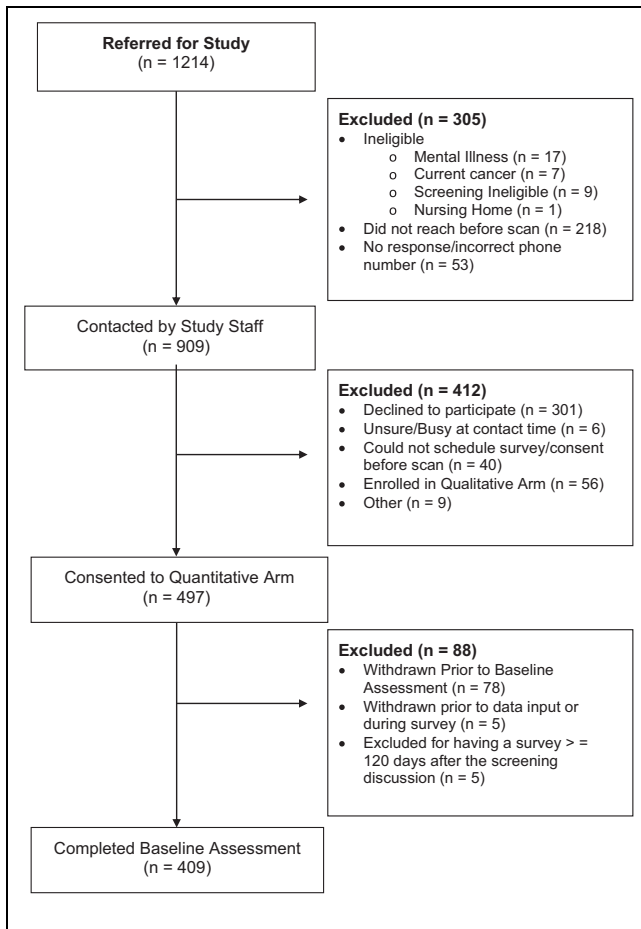 Referred for Study
(n = 1214)
Excluded (n = 305)
• Ineligible
o Mental Illness (n = 17)
o Current cancer (n = 7)
o Screening Ineligible (n = 9)
o Nursing Home (n = 1)
• Did not reach before scan (n = 218)
• No response/incorrect phone
number (n = 53)
Contacted by Study Staff
(n = 909)
Excluded (n = 412)
• Declined to participate (n = 301)
• Unsure/Busy at contact time (n = 6)
• Could not schedule survey/consent
before scan (n = 40)
• Enrolled in Qualitative Arm (n = 56)
• Other (n = 9)
Consented to Quantitative Arm
(n = 497)
Excluded (n = 88)
• Withdrawn Prior to Baseline
Assessment (n = 78)
• Withdrawn prior to data input or
during survey (n = 5)
• Excluded for having a survey > =
120 days after the screening
discussion (n = 5)
Completed Baseline Assessment
(n = 409)